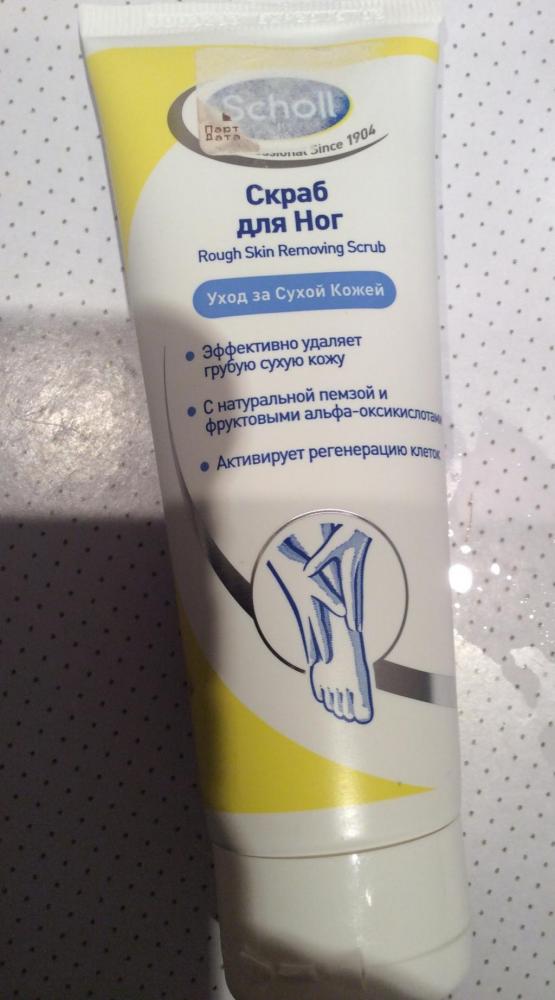 Scholl
Парт
Дата
Since 1904
Скраб
для Ног
Rough Skin Removing Scrub
Уход за Сухой Кожей
• Эффективно удаляет
грубую сухую кожу
• С натуральной пемзой и
фруктовыми альфа-оксикислотами
• Активирует регенерацию клеток